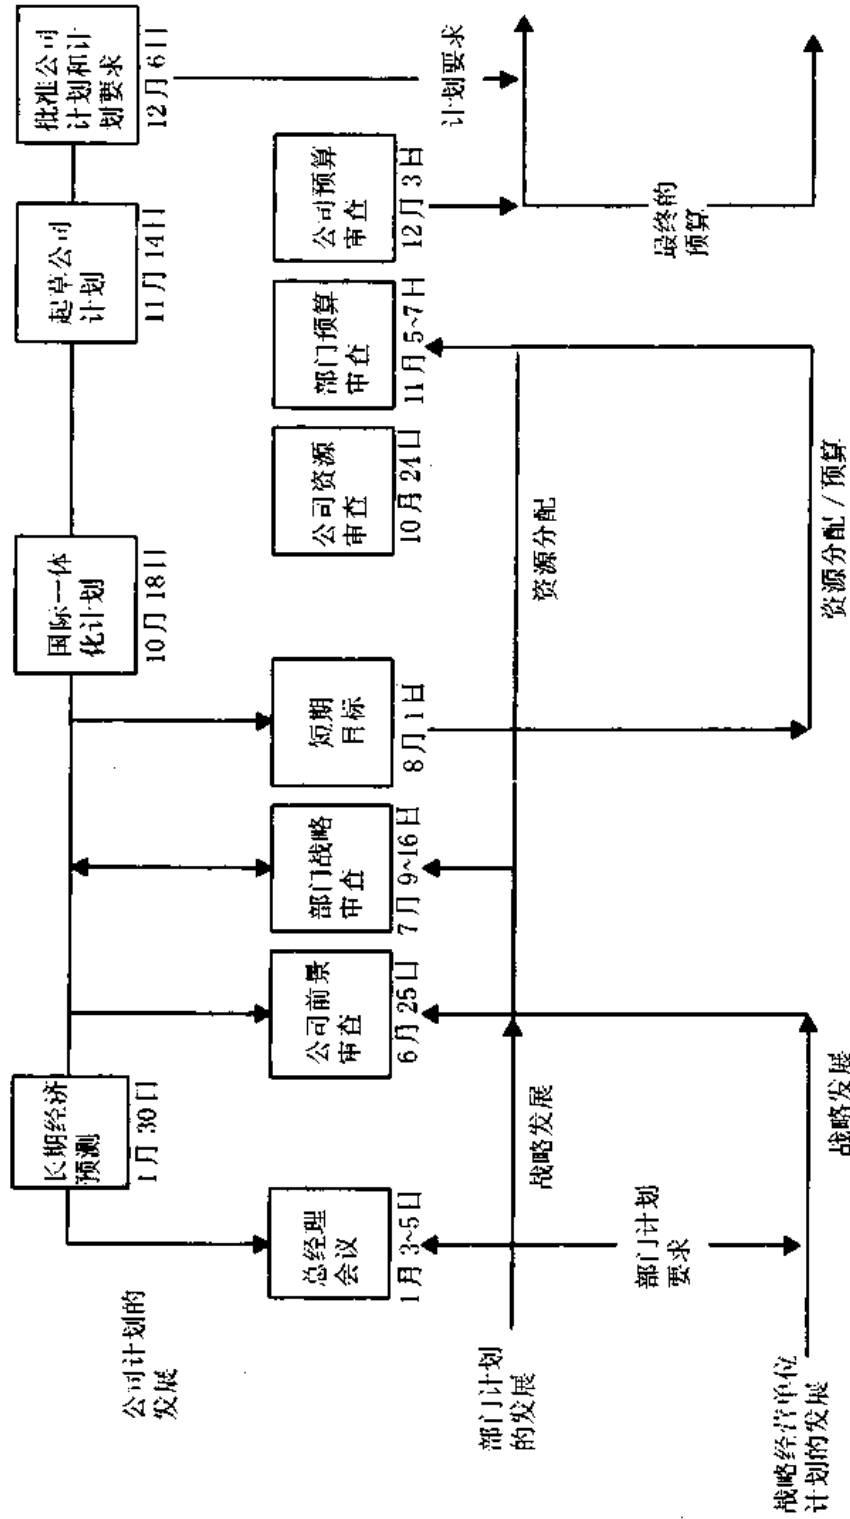 长期经济
预测
1月30日
国际一体
化计划
10月18日
起草公司
计划
11月14日
批准公司
计划和计
划要求
12月6日
公司计划的
发展
总经理
会议
1月3~5日
公司前景
审查
6月25日
部门战略
审查
7月9~16日
短期
目标
8月1日
公司资源
审查
10月24日
部门预算
审查
11月5~7日
公司预算
审查
12月3日
计划要求
部门计划
的发展
战略发展
资源分配
部门计划
要求
最终的
预算
战略经营单位
计划的发展
战略发展
资源分配/预算